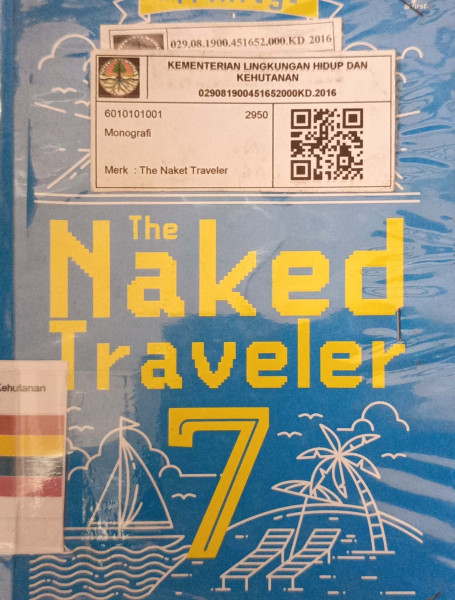 029.08.1900.451652.000.KD 2016
KEMENTERIAN LINGKUNGAN HIDUP DAN
KEHUTANAN
029081900451652000KD.2016
6010101001 2950
Monografi
Merk : The Naket Traveler
The
Naked
Traveler
7
Kehutanan